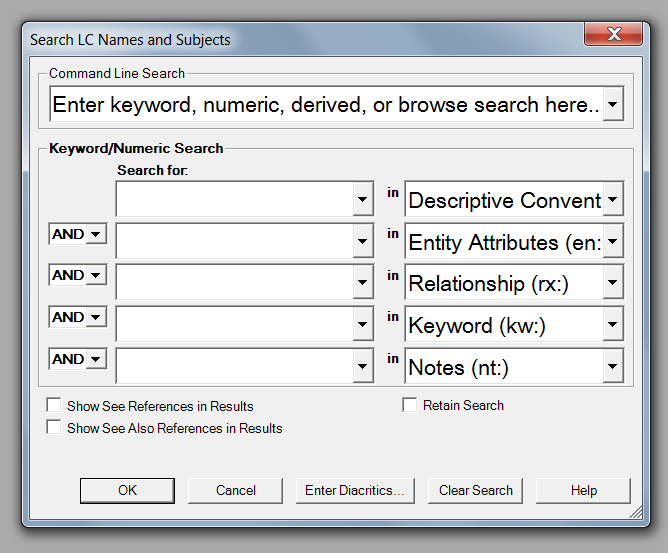 Search LC Names and Subjects
Command Line Search
Enter keyword, numeric, derived, or browse search here..
Keyword/Numeric Search
Search for:
in Descriptive Convent
AND in Entity Attributes (en:
AND in Relationship (rx:)
AND in Keyword (kw:)
AND in Notes (nt:)
Show See References in Results Retain Search
Show See Also References in Results
OK Cancel Enter Diacritics... Clear Search Help